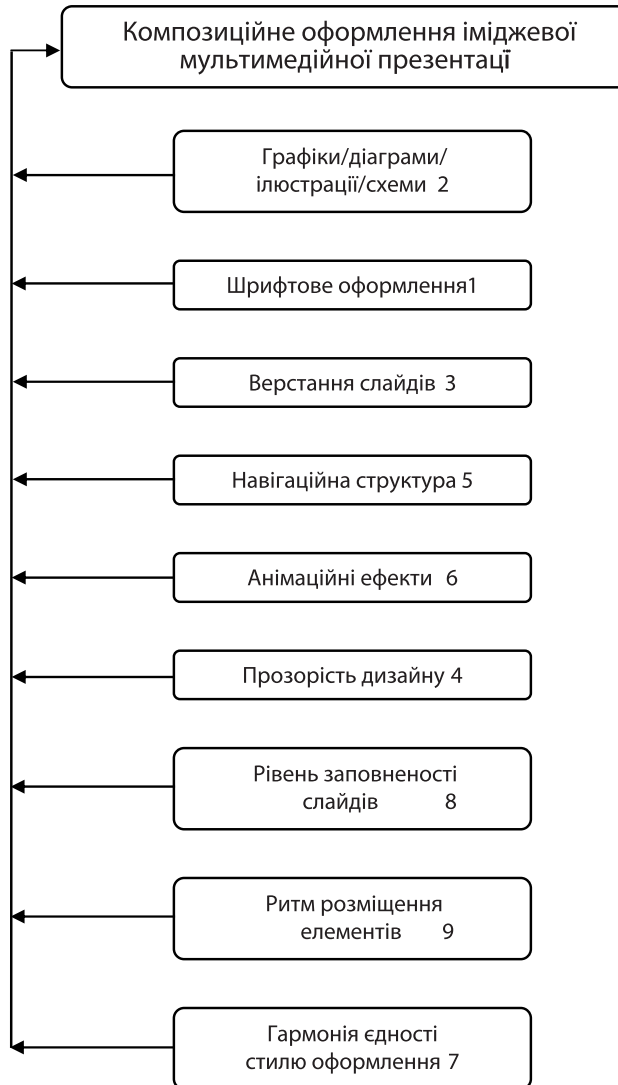 Композиційне оформлення іміджевої
мультимедійної презентації
Графіки/діаграми/
ілюстрації/схеми 2
Шрифтове оформлення1
Верстання слайдів 3
Навігаційна структура 5
Анімаційні ефекти 6
Прозорість дизайну 4
Рівень заповненості
слайдів 8
Ритм розміщення
елементів 9
Гармонія єдності
стилю оформлення 7